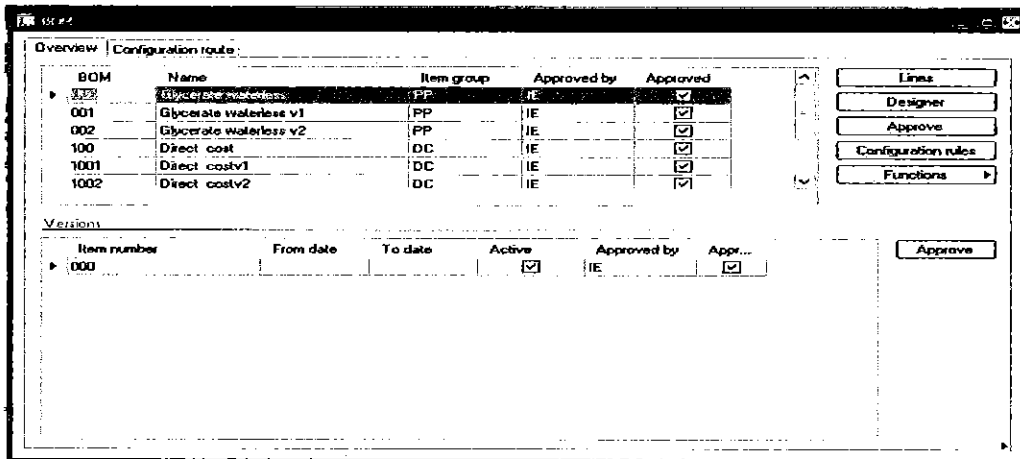 Overview Configuration route
BOM Name Item group Approved by Approved
Glycerate waterless PP IE
001 Glycerate waterless v1 PP IE
002 Glycerate waterless v2 PP IE
100 Direct cost DC IE
1001 Direct costv1 DC IE
1002 Direct costv2 DC IE
Lines
Designer
Approve
Configuration rules
Functions
Versions
Item number From date To date Active Approved by Appr...
000 IE
Approve